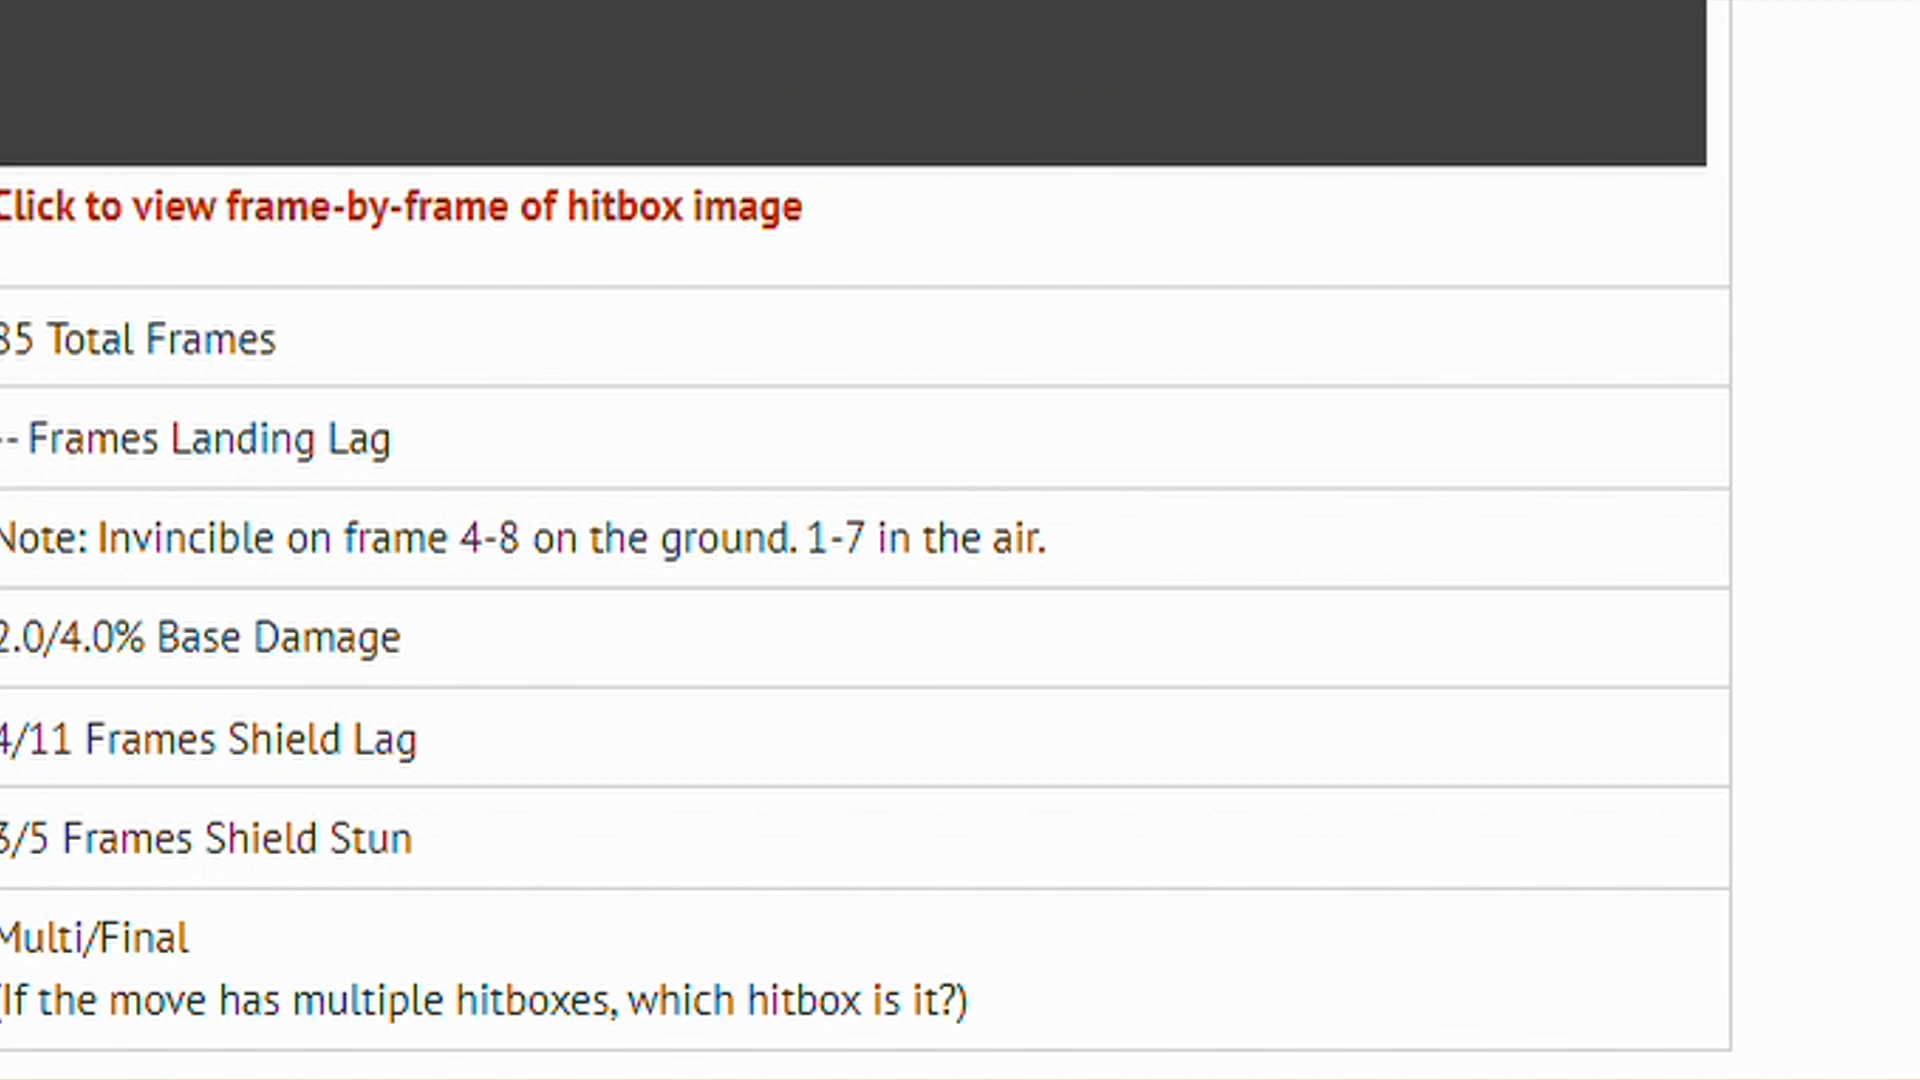 Click to view frame-by-frame of hitbox image
85 Total Frames
-- Frames Landing Lag
Note: Invincible on frame 4-8 on the ground. 1-7 in the air.
2.0/4.0% Base Damage
4/11 Frames Shield Lag
3/5 Frames Shield Stun
Multi/Final
(If the move has multiple hitboxes, which hitbox is it?)